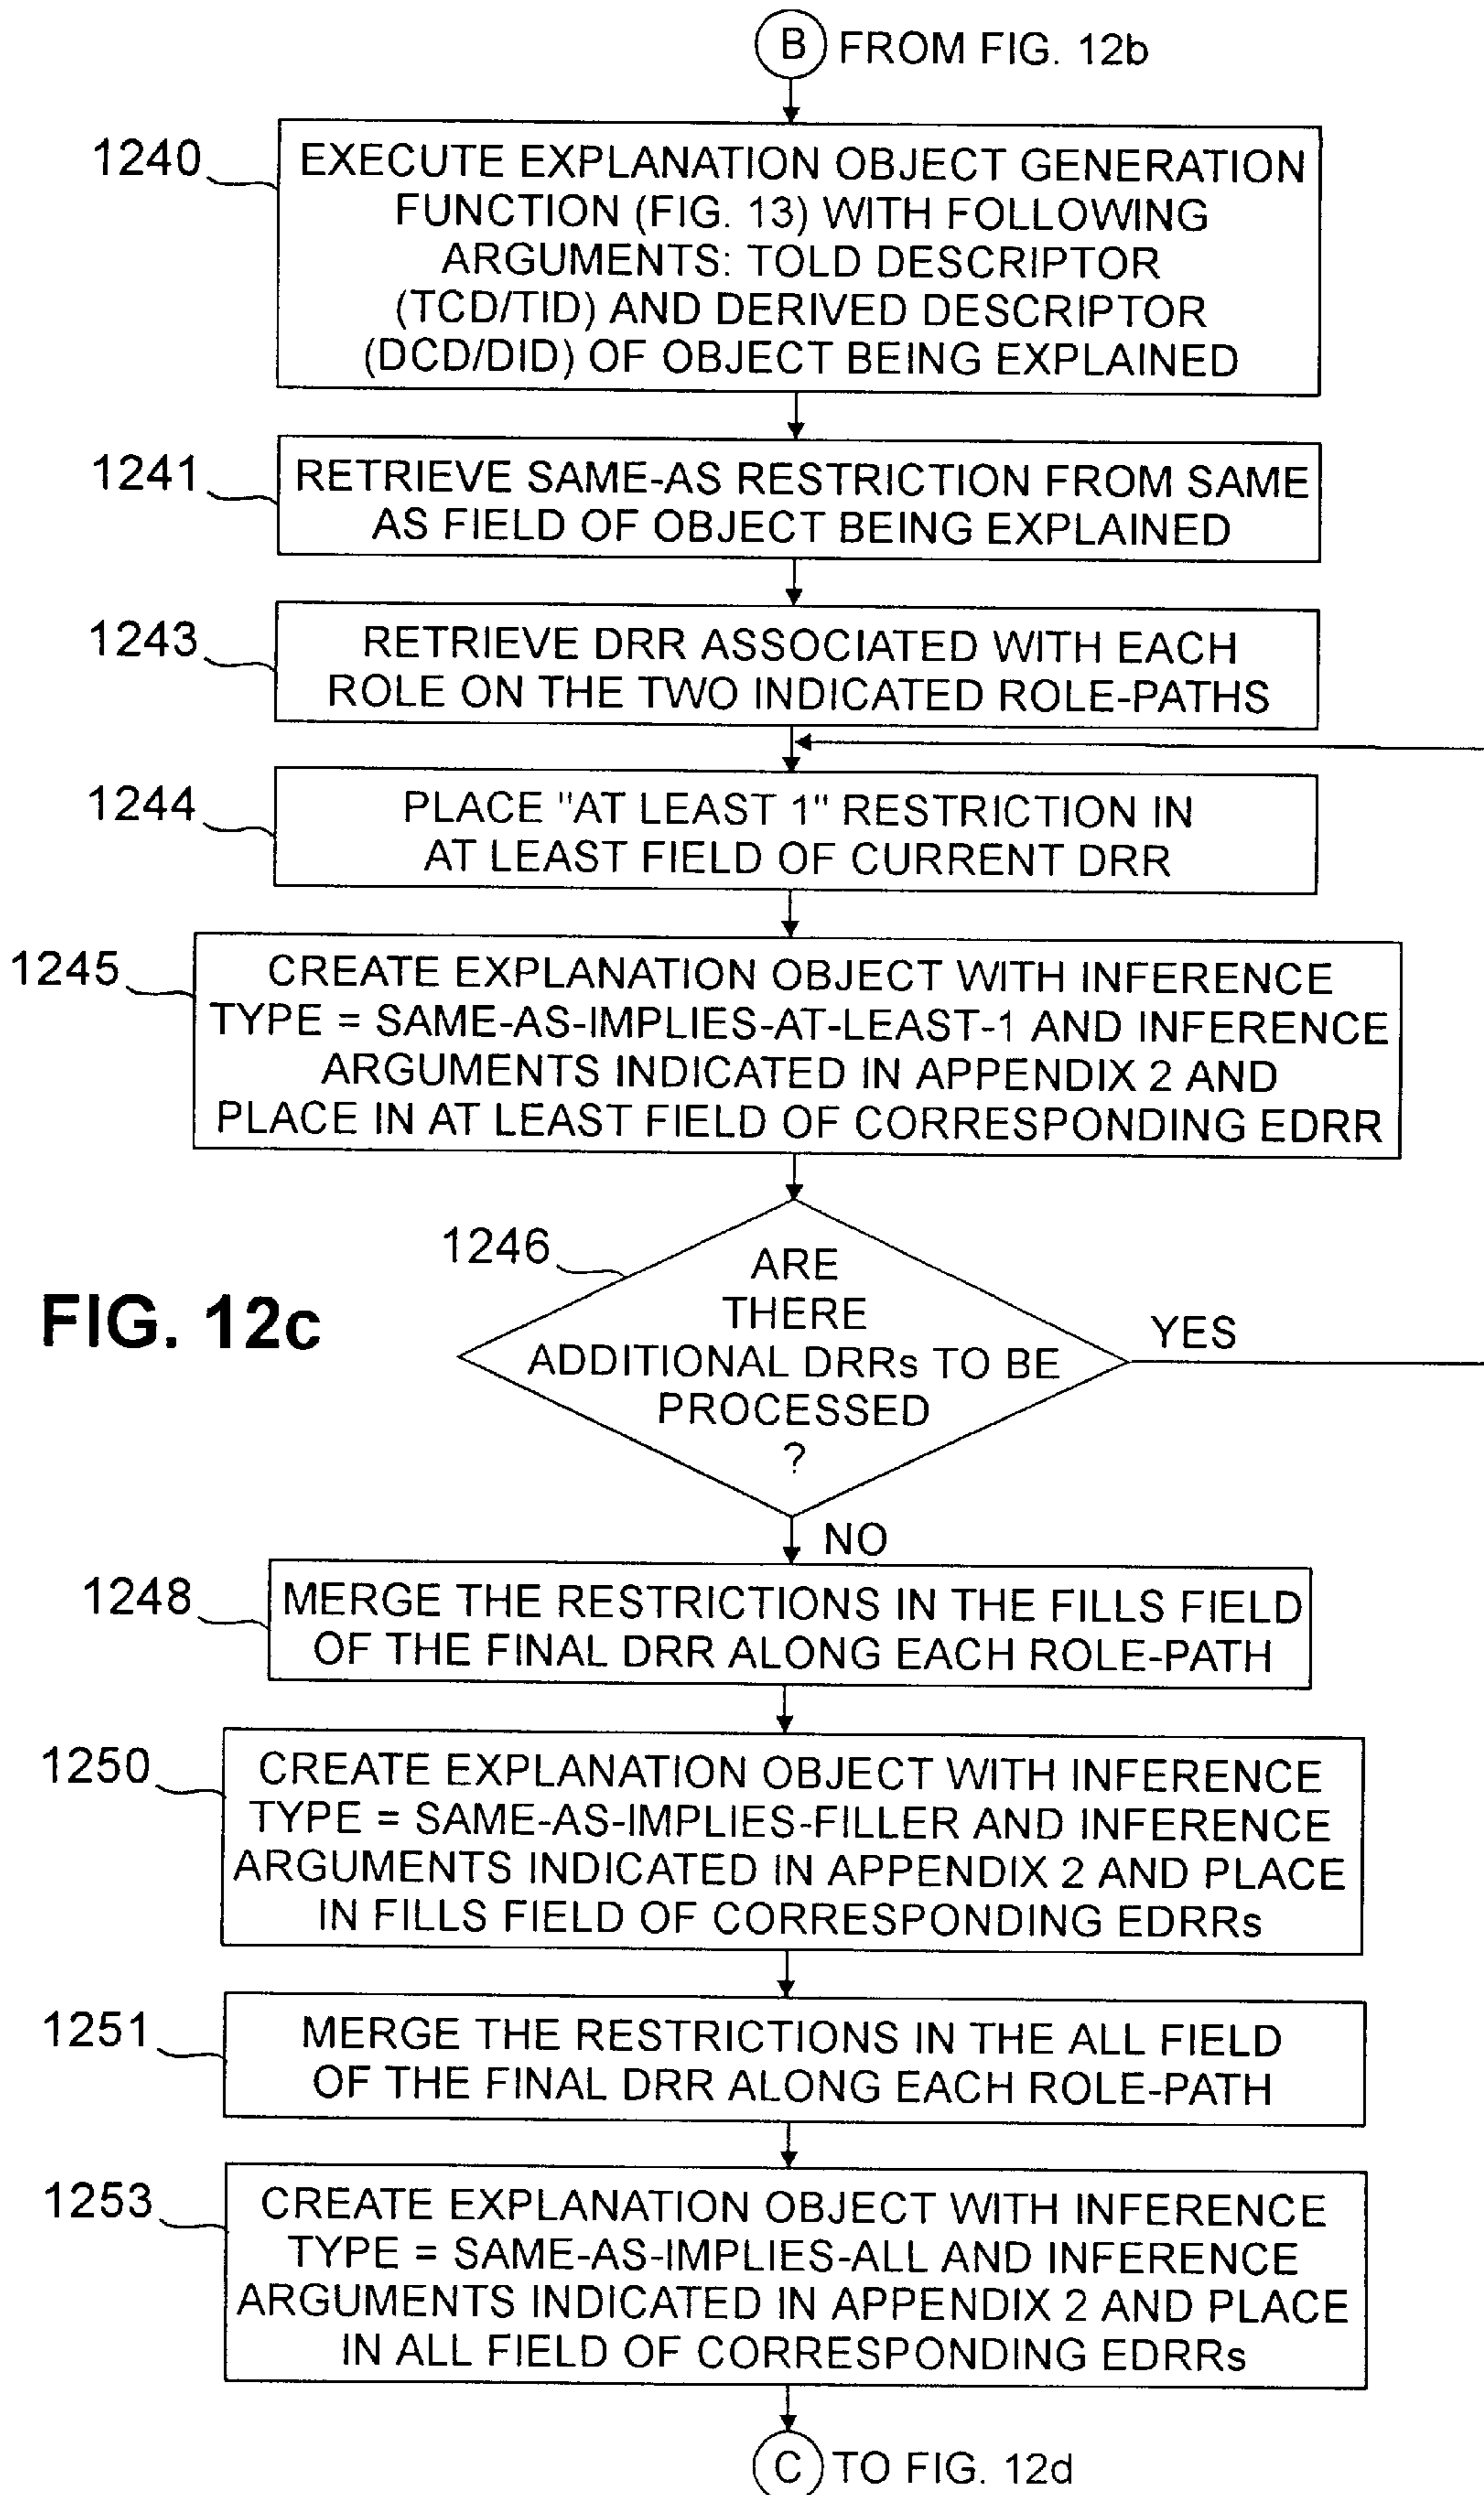 B FROM FIG. 12b
1240
EXECUTE EXPLANATION OBJECT GENERATION
FUNCTION (FIG. 13) WITH FOLLOWING
ARGUMENTS: TOLD DESCRIPTOR
(TCD/TID) AND DERIVED DESCRIPTOR
(DCD/DID) OF OBJECT BEING EXPLAINED
1241
RETRIEVE SAME-AS RESTRICTION FROM SAME
AS FIELD OF OBJECT BEING EXPLAINED
1243
RETRIEVE DRR ASSOCIATED WITH EACH
ROLE ON THE TWO INDICATED ROLE-PATHS
1244
PLACE "AT LEAST 1" RESTRICTION IN
AT LEAST FIELD OF CURRENT DRR
1245
CREATE EXPLANATION OBJECT WITH INFERENCE
TYPE = SAME-AS-IMPLIES-AT-LEAST-1 AND INFERENCE
ARGUMENTS INDICATED IN APPENDIX 2 AND
PLACE IN AT LEAST FIELD OF CORRESPONDING EDRR
1246
ARE
THERE
ADDITIONAL DRRs TO BE
PROCESSED
?
YES
FIG. 12c
NO
1248
MERGE THE RESTRICTIONS IN THE FILLS FIELD
OF THE FINAL DRR ALONG EACH ROLE-PATH
1250
CREATE EXPLANATION OBJECT WITH INFERENCE
TYPE = SAME-AS-IMPLIES-FILLER AND INFERENCE
ARGUMENTS INDICATED IN APPENDIX 2 AND PLACE
IN FILLS FIELD OF CORRESPONDING EDRRs
1251
MERGE THE RESTRICTIONS IN THE ALL FIELD
OF THE FINAL DRR ALONG EACH ROLE-PATH
1253
CREATE EXPLANATION OBJECT WITH INFERENCE
TYPE = SAME-AS-IMPLIES-ALL AND INFERENCE
ARGUMENTS INDICATED IN APPENDIX 2 AND PLACE
IN ALL FIELD OF CORRESPONDING EDRRs
C TO FIG. 12d